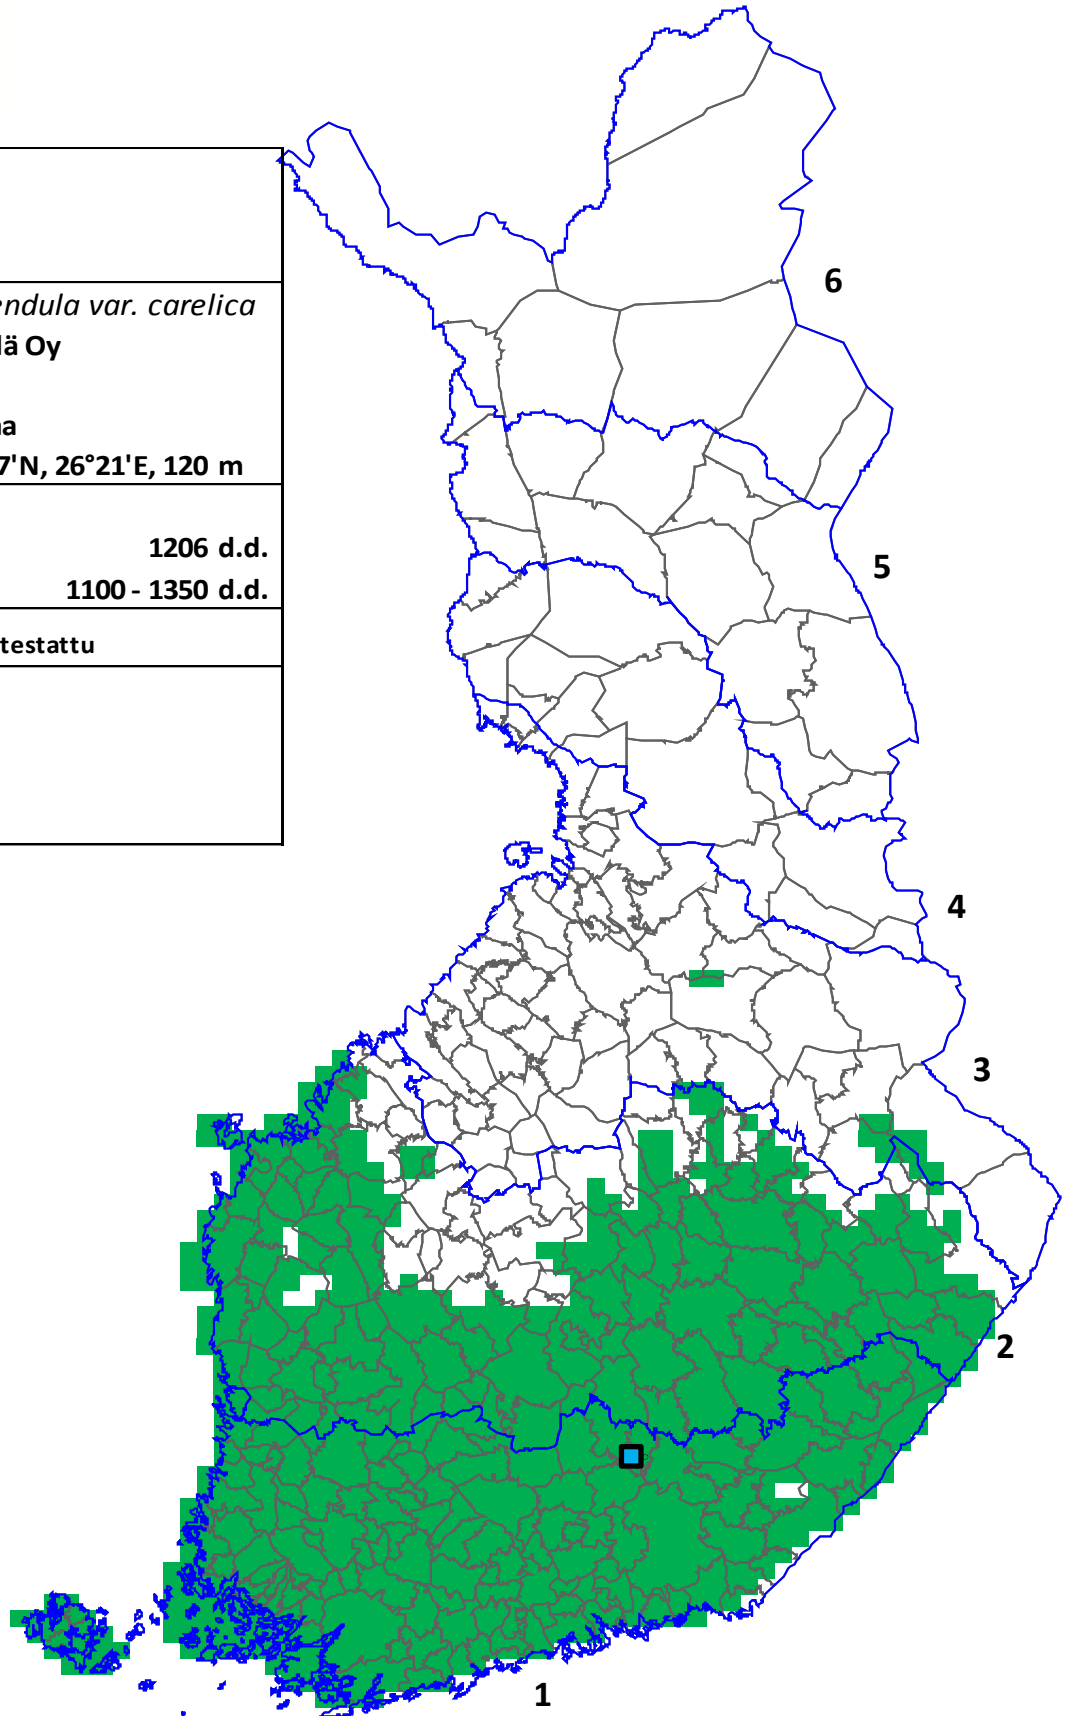 endula var. carelica
lä Oy
na
7'N, 26°21'E, 120 m
1206 d.d.
1100 - 1350 d.d.
testattu
6
5
4
3
2
1